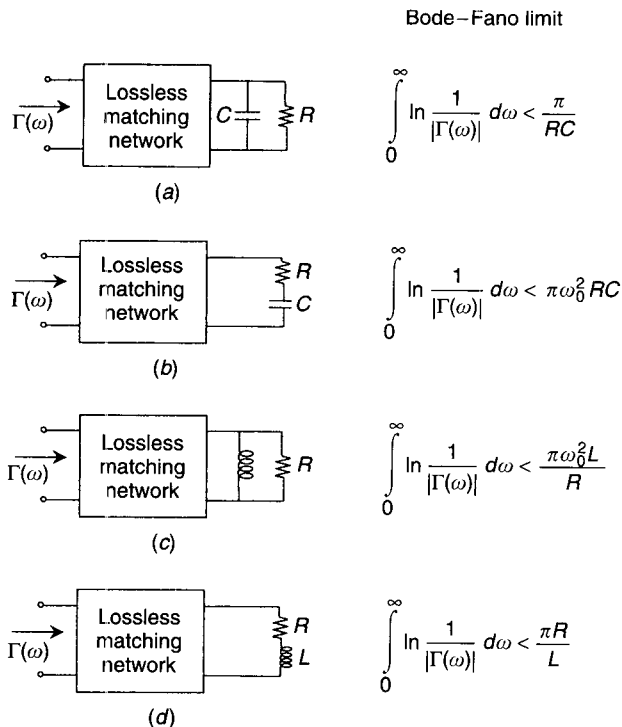 Bode–Fano limit
Γ(ω)
Lossless
matching
network
C
R
(a)
∫₀^∞ ln 1/|Γ(ω)| dω < π/RC
Γ(ω)
Lossless
matching
network
R
C
(b)
∫₀^∞ ln 1/|Γ(ω)| dω < πω₀²RC
Γ(ω)
Lossless
matching
network
R
(c)
∫₀^∞ ln 1/|Γ(ω)| dω < πω₀²L/R
Γ(ω)
Lossless
matching
network
R
L
(d)
∫₀^∞ ln 1/|Γ(ω)| dω < πR/L